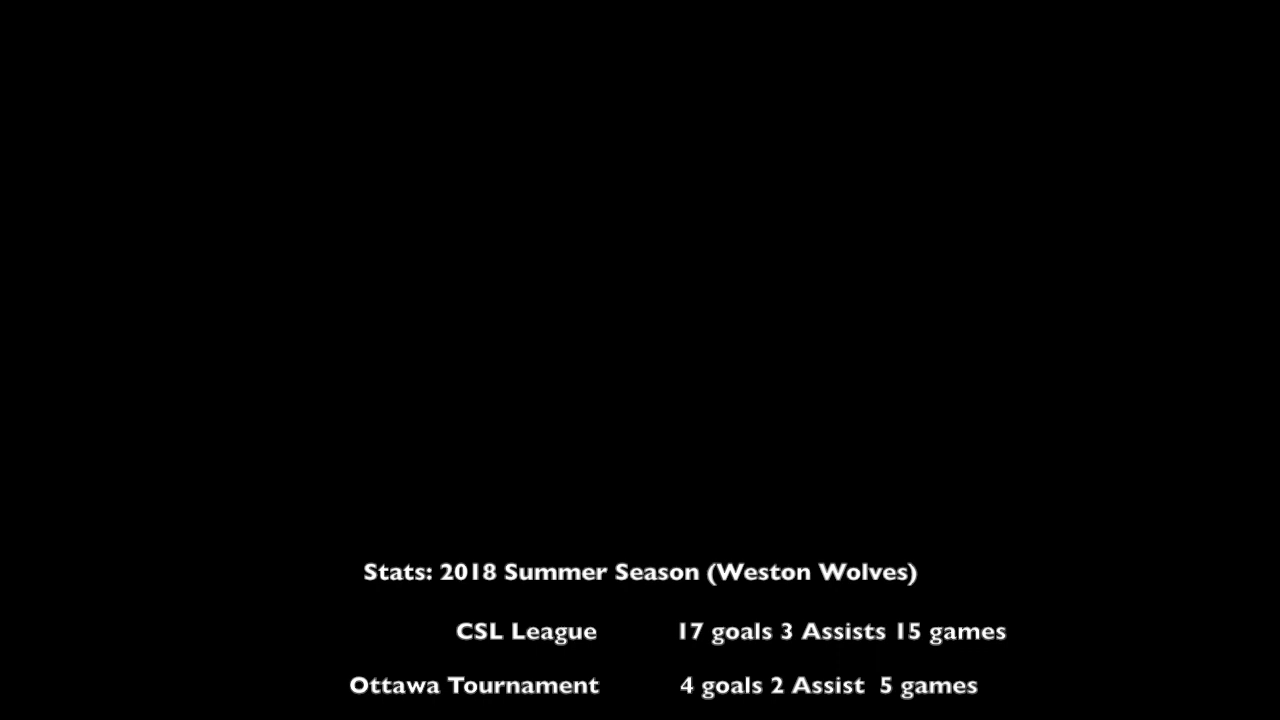 Stats: 2018 Summer Season (Weston Wolves)
CSL League 17 goals 3 Assists 15 games
Ottawa Tournament 4 goals 2 Assist 5 games